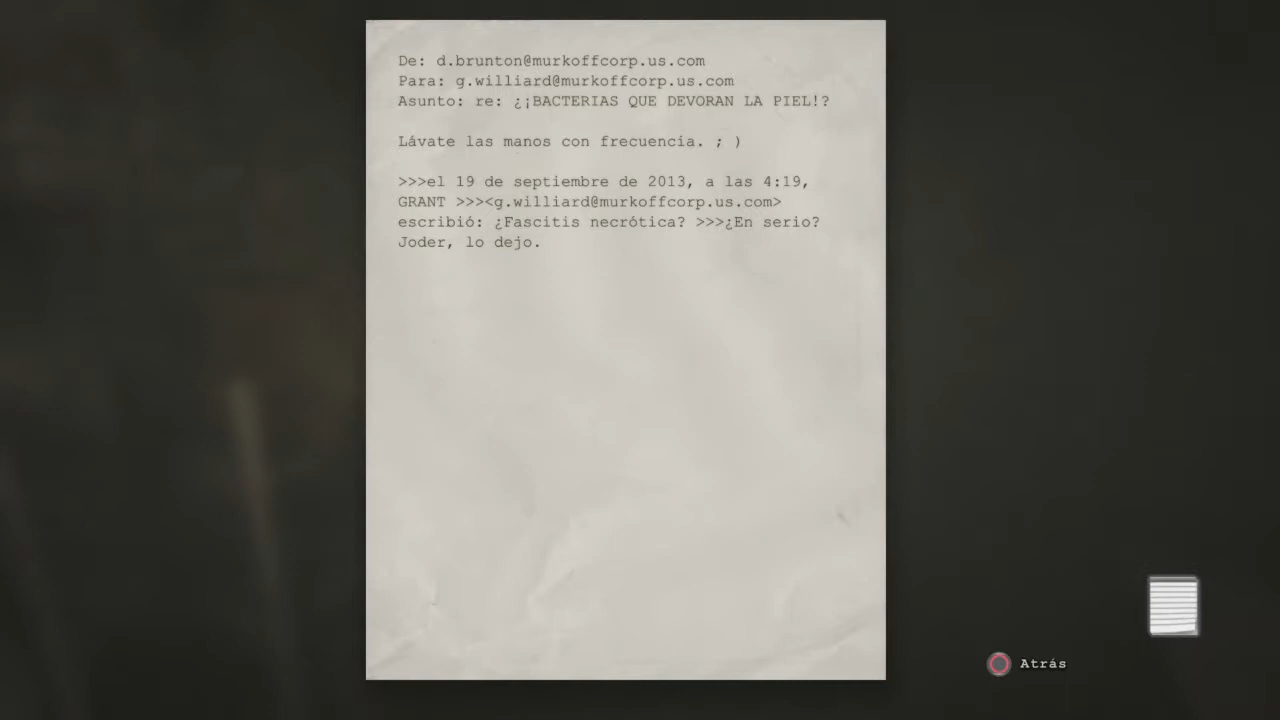 De: d.brunton@murkoffcorp.us.com
Para: g.williard@murkoffcorp.us.com
Asunto: re: ¿¡BACTERIAS QUE DEVORAN LA PIEL!?
Lávate las manos con frecuencia. ; )
>>>el 19 de septiembre de 2013, a las 4:19,
GRANT >>><g.williard@murkoffcorp.us.com>
escribió: ¿Fascitis necrótica? >>>¿En serio?
Joder, lo dejo.
Atrás